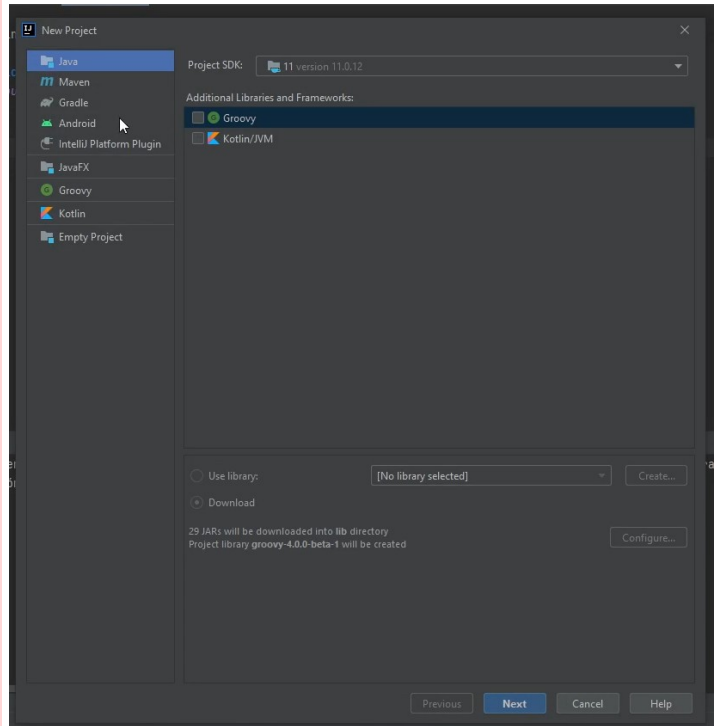 New Project
Java
Maven
Gradle
Android
IntelliJ Platform Plugin
JavaFX
Groovy
Kotlin
Empty Project
Project SDK: 11 version 11.0.12
Additional Libraries and Frameworks:
Groovy
Kotlin/JVM
Use library: [No library selected] Create...
Download
29 JARs will be downloaded into lib directory
Project library groovy-4.0.0-beta-1 will be created
Configure...
Previous Next Cancel Help